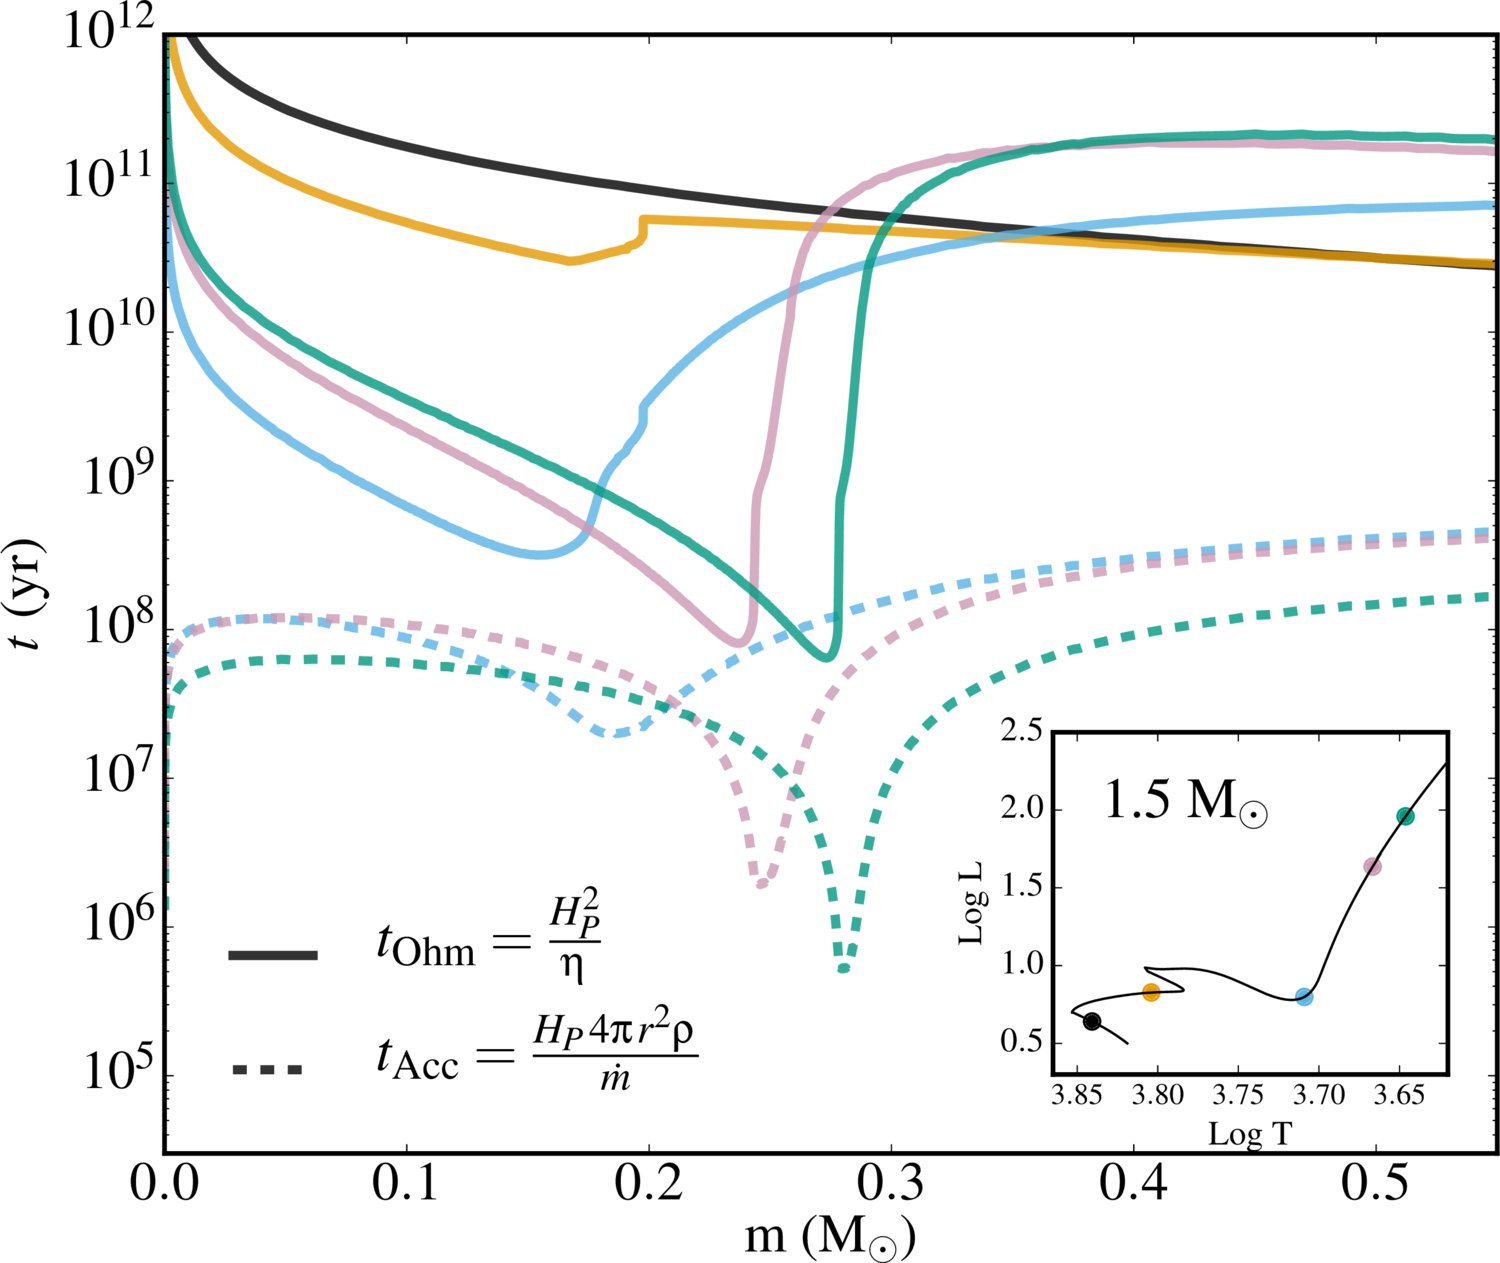 10^12
10^11
10^10
10^9
10^8
10^7
10^6
10^5
t (yr)
0.0 0.1 0.2 0.3 0.4 0.5
m (M☉)
t_Ohm = H_P^2 / η
t_Acc = H_P 4π r^2 ρ / ṁ
1.5 M☉
2.5
2.0
1.5
1.0
0.5
Log L
3.85 3.80 3.75 3.70 3.65
Log T